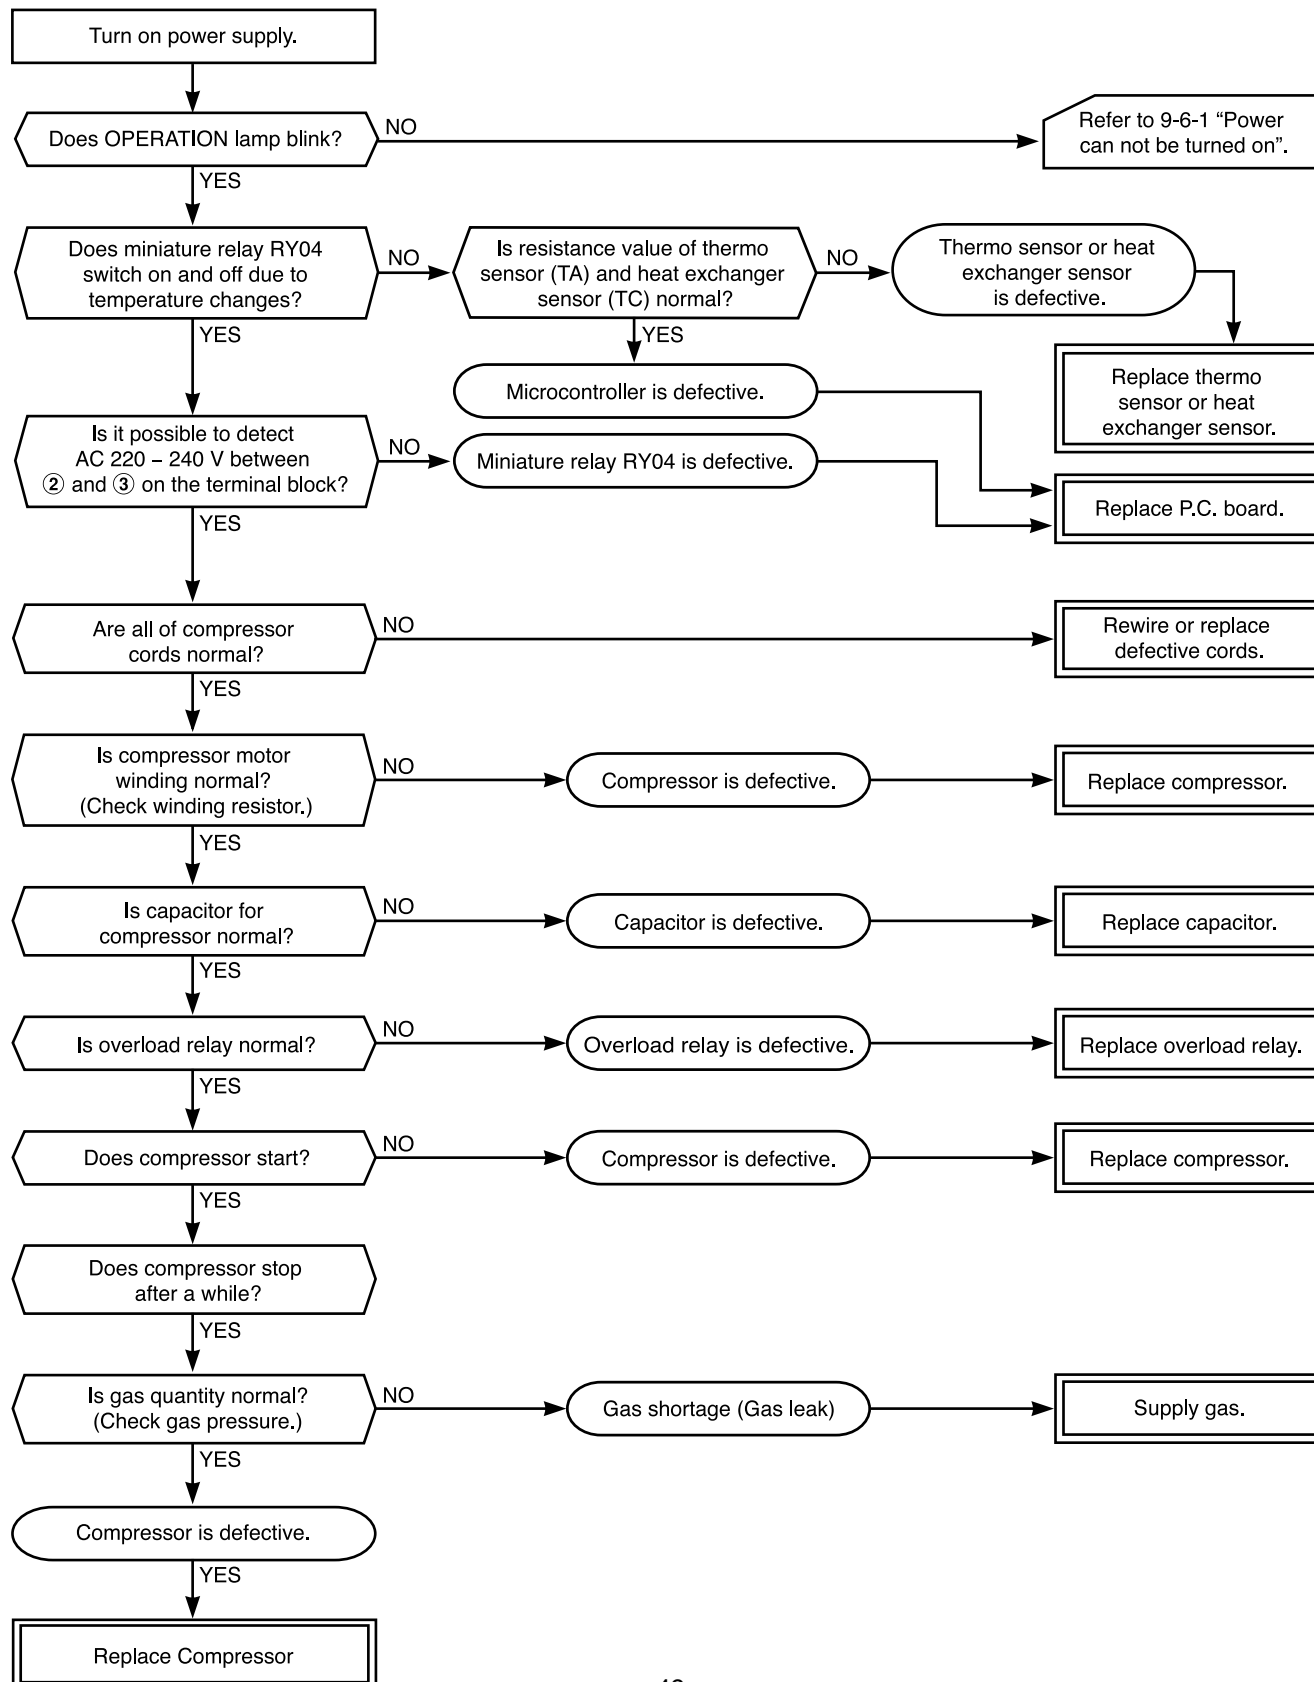 Turn on power supply.
Does OPERATION lamp blink?
NO
Refer to 9-6-1 “Power
can not be turned on”.
YES
Does miniature relay RY04
switch on and off due to
temperature changes?
NO
Is resistance value of thermo
sensor (TA) and heat exchanger
sensor (TC) normal?
NO
Thermo sensor or heat
exchanger sensor
is defective.
YES
YES
Microcontroller is defective.
Replace thermo
sensor or heat
exchanger sensor.
Is it possible to detect
AC 220 – 240 V between
② and ③ on the terminal block?
NO
Miniature relay RY04 is defective.
Replace P.C. board.
YES
Are all of compressor
cords normal?
NO
Rewire or replace
defective cords.
YES
Is compressor motor
winding normal?
(Check winding resistor.)
NO
Compressor is defective.
Replace compressor.
YES
Is capacitor for
compressor normal?
NO
Capacitor is defective.
Replace capacitor.
YES
Is overload relay normal?
NO
Overload relay is defective.
Replace overload relay.
YES
Does compressor start?
NO
Compressor is defective.
Replace compressor.
YES
Does compressor stop
after a while?
YES
Is gas quantity normal?
(Check gas pressure.)
NO
Gas shortage (Gas leak)
Supply gas.
YES
Compressor is defective.
YES
Replace Compressor